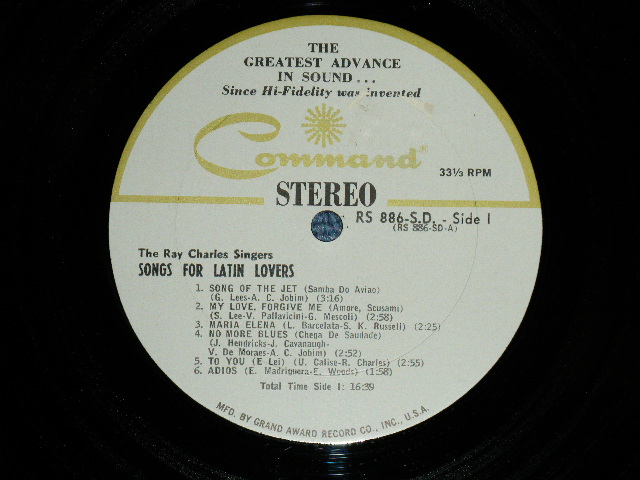 THE
GREATEST ADVANCE
IN SOUND...
Since Hi-Fidelity was invented
Command
33⅓ RPM
STEREO
RS 886-S.D. - Side 1
(RS 886-SD-A)
The Ray Charles Singers
SONGS FOR LATIN LOVERS
1. SONG OF THE JET (Samba Do Aviao)
(G. Lees-A. C. Jobim) (3:16)
2. MY LOVE, FORGIVE ME (Amore, Scusami)
(S. Lee-V. Pallavicini-G. Mescoli) (2:58)
3. MARIA ELENA (L. Barcelata-S. K. Russell) (2:25)
4. NO MORE BLUES (Chega De Saudade)
(J. Hendricks-J. Cavanaugh-
V. De Moraes-A. C. Jobim) (2:52)
5. TO YOU (E Lei) (U. Calise-R. Charles) (2:55)
6. ADIOS (E. Madriguera-E. Woods) (1:58)
Total Time Side 1: 16:39
MFD. BY GRAND AWARD RECORD CO., INC., U.S.A.